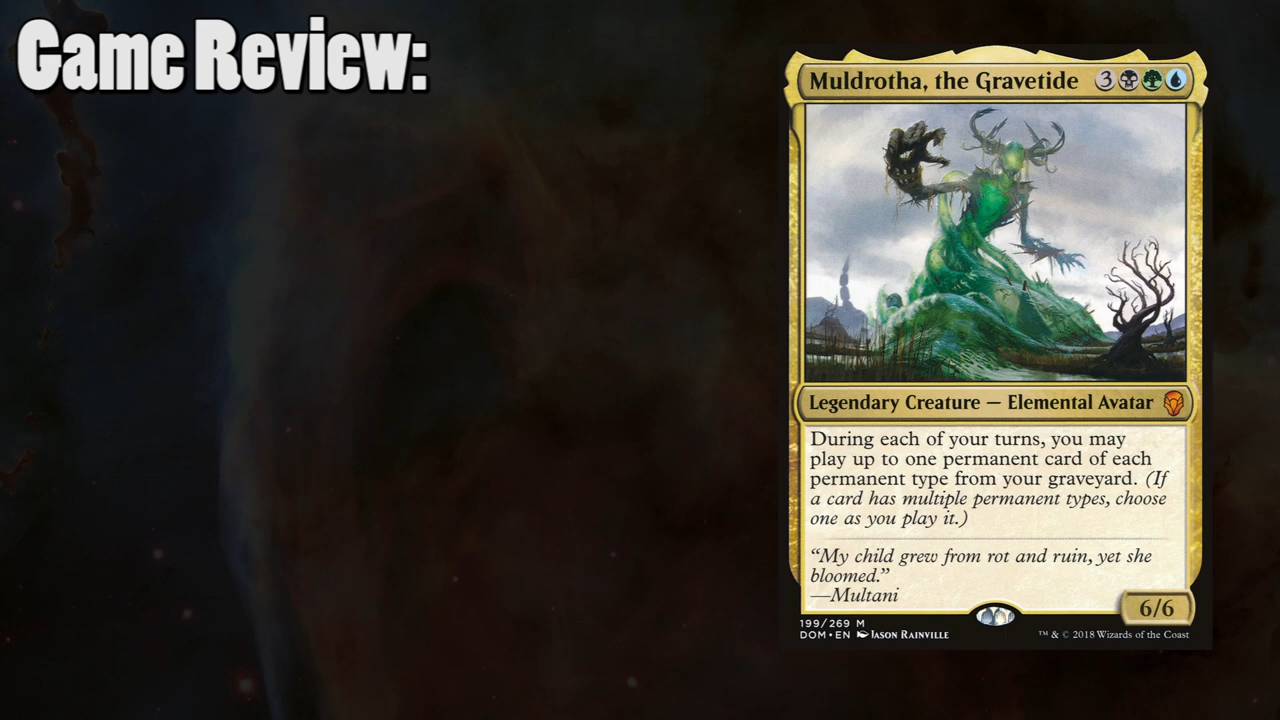 Game Review:
Muldrotha, the Gravetide 3
Legendary Creature — Elemental Avatar
During each of your turns, you may
play up to one permanent card of each
permanent type from your graveyard. (If
a card has multiple permanent types, choose
one as you play it.)
“My child grew from rot and ruin, yet she
bloomed.”
—Multani
6/6
199/269 M
DOM • EN Jason Rainville
™ & © 2018 Wizards of the Coast